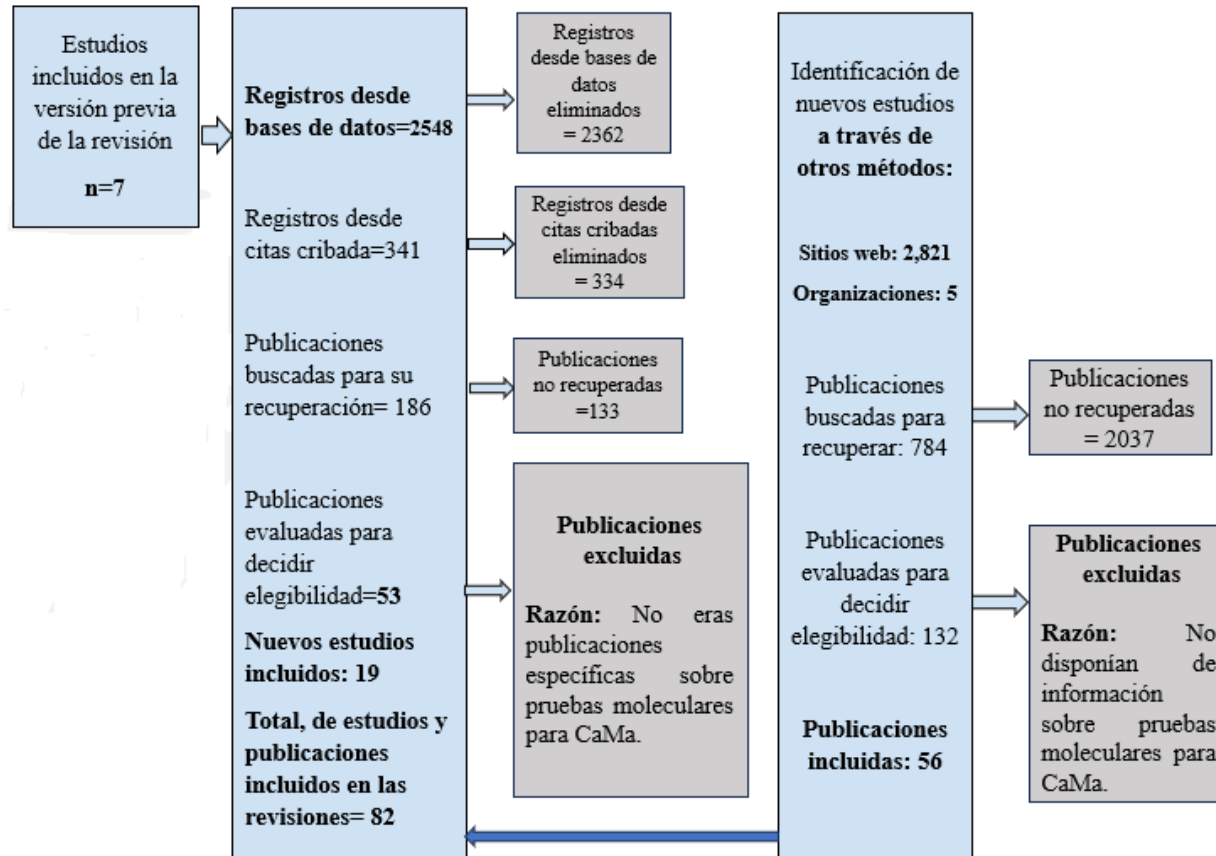 Estudios
incluidos en la
versión previa
de la revisión
n=7
Registros desde
bases de datos=2548
Registros desde
citas cribada=341
Publicaciones
buscadas para su
recuperación= 186
Publicaciones
evaluadas para
decidir
elegibilidad=53
Nuevos estudios
incluidos: 19
Total, de estudios y
publicaciones
incluidos en las
revisiones= 82
Registros
desde bases de
datos
eliminados
= 2362
Registros desde
citas cribadas
eliminados
= 334
Publicaciones
no recuperadas
=133
Publicaciones
excluidas
Razón: No eras
publicaciones
específicas sobre
pruebas moleculares
para CaMa.
Identificación de
nuevos estudios
a través de
otros métodos:
Sitios web: 2,821
Organizaciones: 5
Publicaciones
buscadas para
recuperar: 784
Publicaciones
evaluadas para
decidir
elegibilidad: 132
Publicaciones
incluidas: 56
Publicaciones
no recuperadas
= 2037
Publicaciones
excluidas
Razón: No
disponían de
información
sobre pruebas
moleculares para
CaMa.